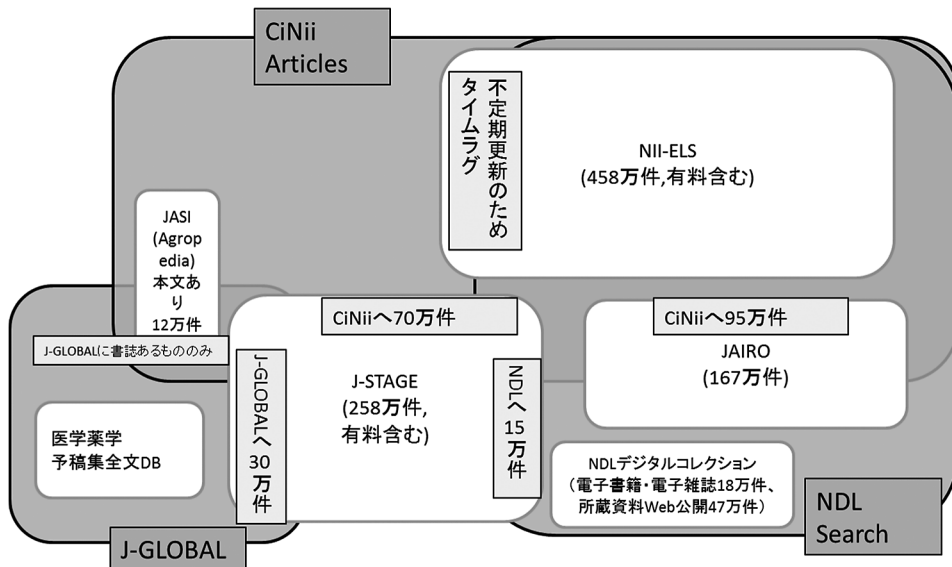 CiNii
Articles
不定期更新のため
タイムラグ
NII-ELS
(458万件,有料含む)
JASI
(Agrop
edia)
本文あ
り
12万件
J-GLOBALに書誌あるもののみ
CiNiiへ70万件
CiNiiへ95万件
JAIRO
(167万件)
J-GLOBALへ30万件
J-STAGE
(258万件,
有料含む)
NDLへ15万件
医学薬学
予稿集全文DB
NDLデジタルコレクション
(電子書籍・電子雑誌18万件、
所蔵資料Web公開47万件)
J-GLOBAL
NDL
Search